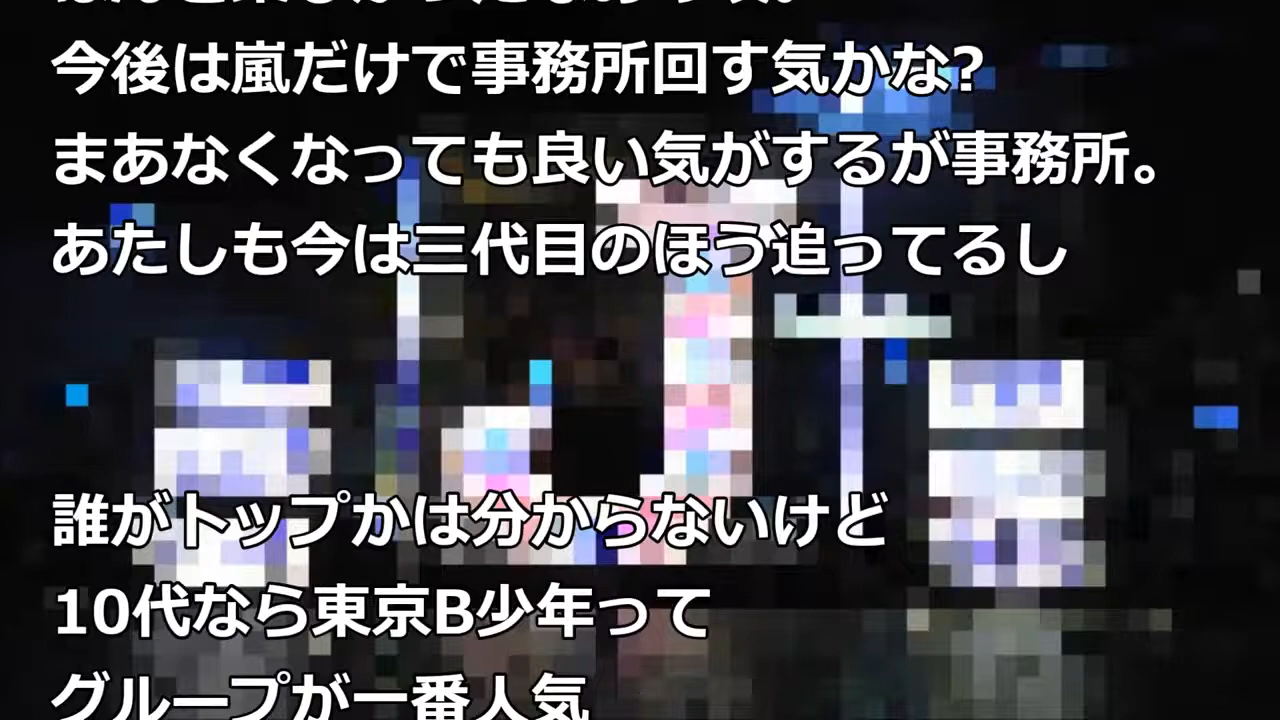 今後は嵐だけで事務所回す気かな?
まあなくなっても良い気がするが事務所。
あたしも今は三代目のほう追ってるし
誰がトップかは分からないけど
10代なら東京B少年って
グループが一番人気